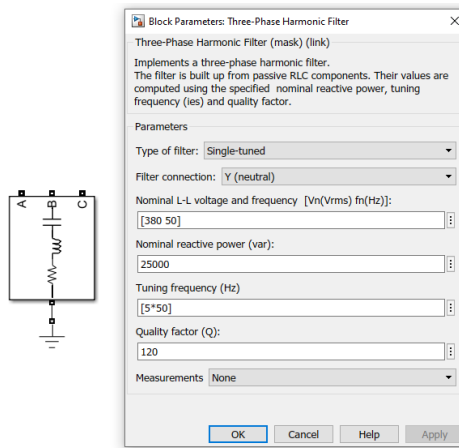 Block Parameters: Three-Phase Harmonic Filter
Three-Phase Harmonic Filter (mask) (link)
Implements a three-phase harmonic filter.
The filter is built up from passive RLC components. Their values are
computed using the specified nominal reactive power, tuning
frequency (ies) and quality factor.
Parameters
Type of filter: Single-tuned
Filter connection: Y (neutral)
Nominal L-L voltage and frequency [Vn(Vrms) fn(Hz)]:
[380 50]
Nominal reactive power (var):
25000
Tuning frequency (Hz)
[5*50]
Quality factor (Q):
120
Measurements None
OK Cancel Help Apply
A B C